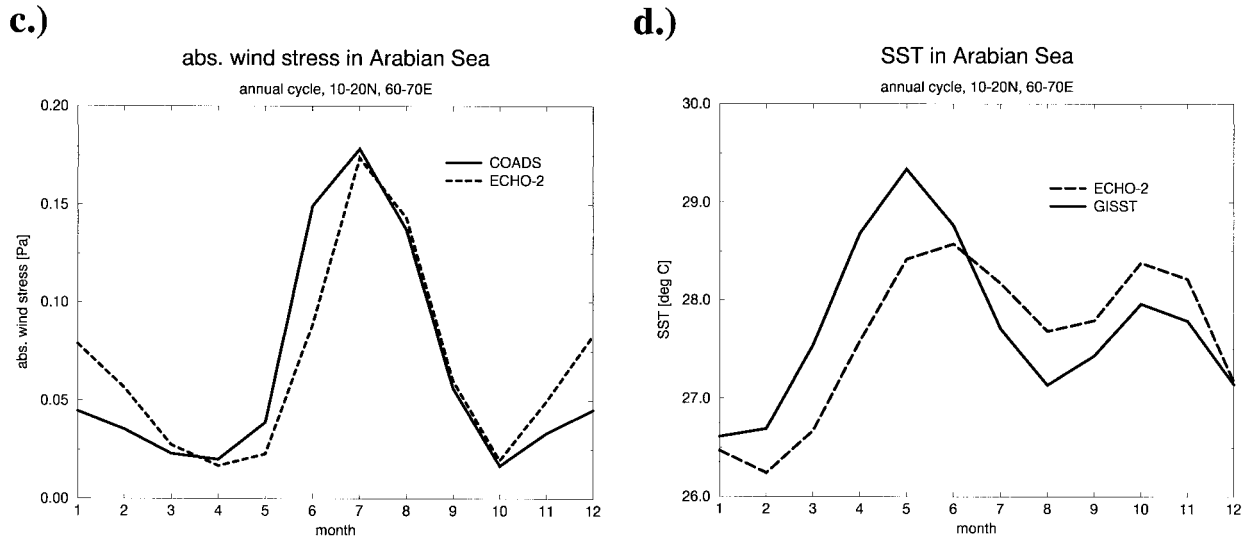 c.)
abs. wind stress in Arabian Sea
annual cycle, 10-20N, 60-70E
0.20
0.15
0.10
0.05
0.00
abs. wind stress [Pa]
COADS
ECHO-2
1 2 3 4 5 6 7 8 9 10 11 12
month
d.)
SST in Arabian Sea
annual cycle, 10-20N, 60-70E
30.0
29.0
28.0
27.0
26.0
SST [deg C]
ECHO-2
GISST
1 2 3 4 5 6 7 8 9 10 11 12
month